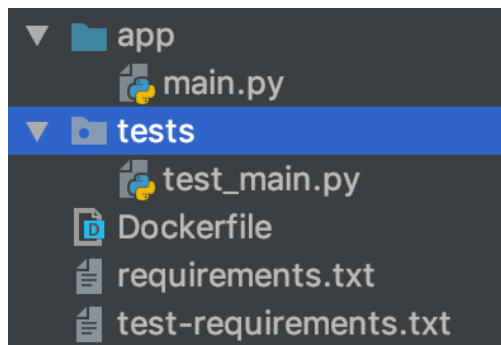 app
main.py
tests
test_main.py
Dockerfile
requirements.txt
test-requirements.txt